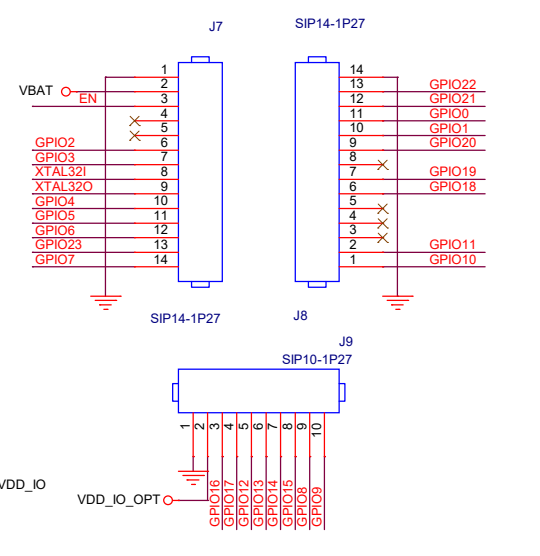 J7
SIP14-1P27
1
2
VBAT
3
EN
4
5
6
GPIO2
7
GPIO3
8
XTAL32I
9
XTAL32O
10
GPIO4
11
GPIO5
12
GPIO6
13
GPIO23
14
GPIO7
14
13
GPIO22
12
GPIO21
11
GPIO0
10
GPIO1
9
GPIO20
8
7
GPIO19
6
GPIO18
5
4
3
2
GPIO11
1
GPIO10
SIP14-1P27
J8
J9
SIP10-1P27
1
2
3
4
5
6
7
8
9
10
VDD_IO
VDD_IO_OPT
GPIO16
GPIO17
GPIO12
GPIO13
GPIO14
GPIO15
GPIO8
GPIO9